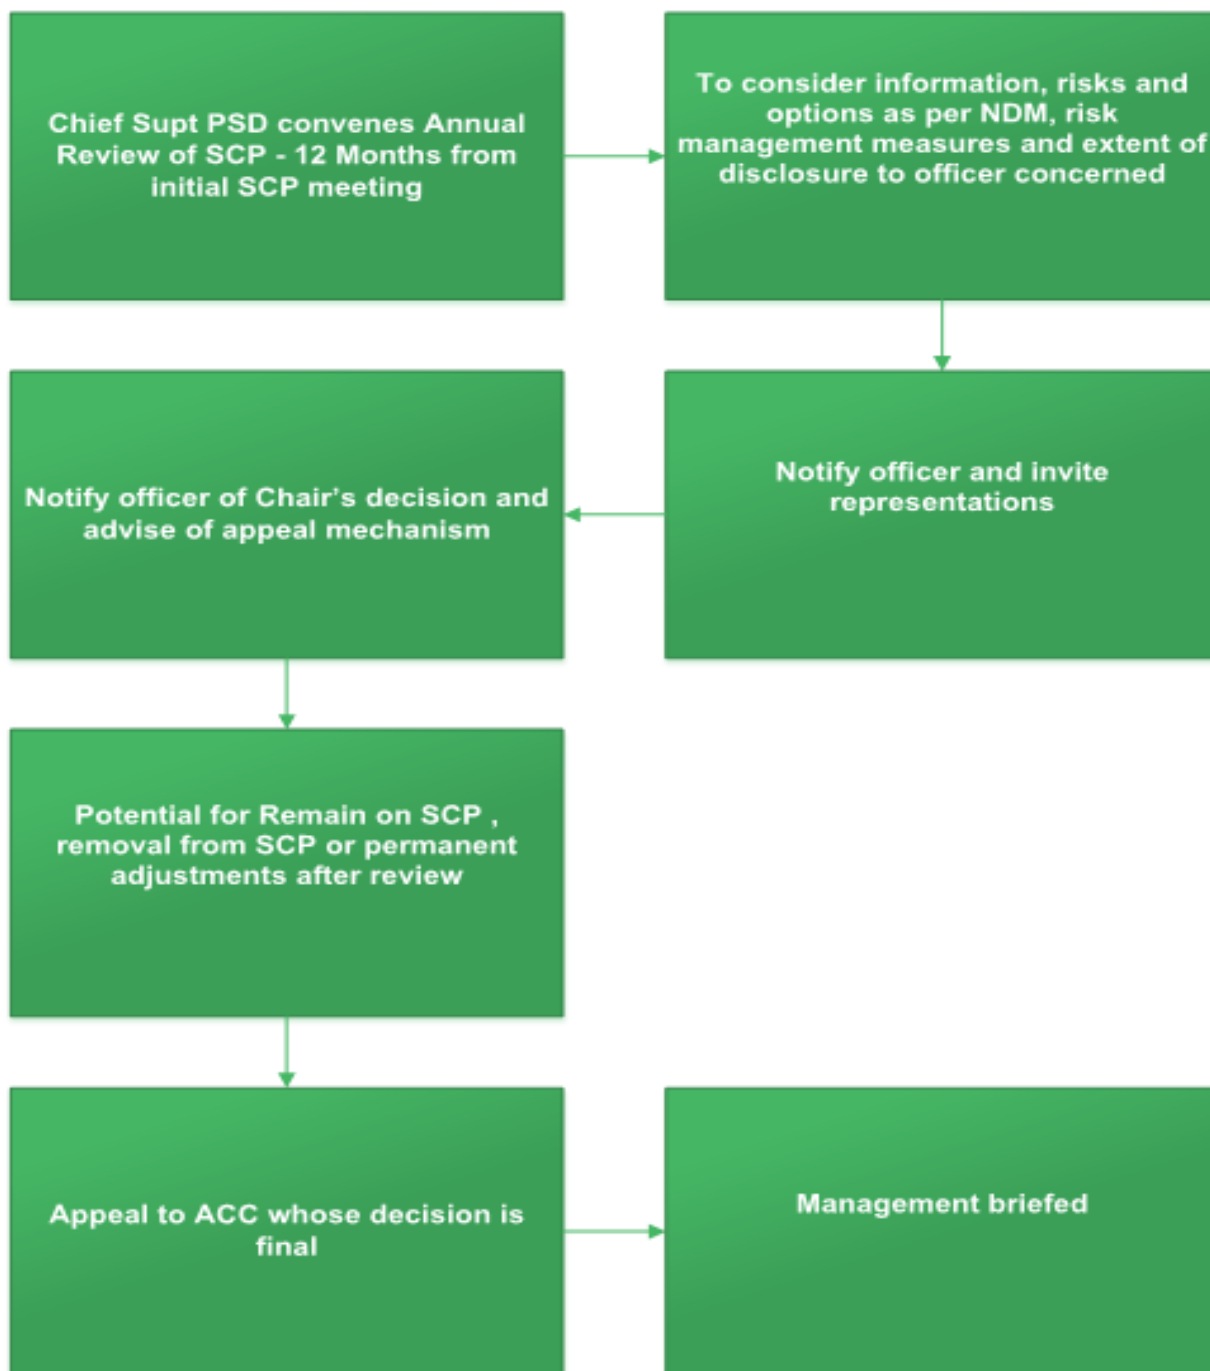 Chief Supt PSD convenes Annual
Review of SCP - 12 Months from
initial SCP meeting
To consider information, risks and
options as per NDM, risk
management measures and extent of
disclosure to officer concerned
Notify officer and invite
representations
Notify officer of Chair's decision and
advise of appeal mechanism
Potential for Remain on SCP ,
removal from SCP or permanent
adjustments after review
Appeal to ACC whose decision is
final
Management briefed